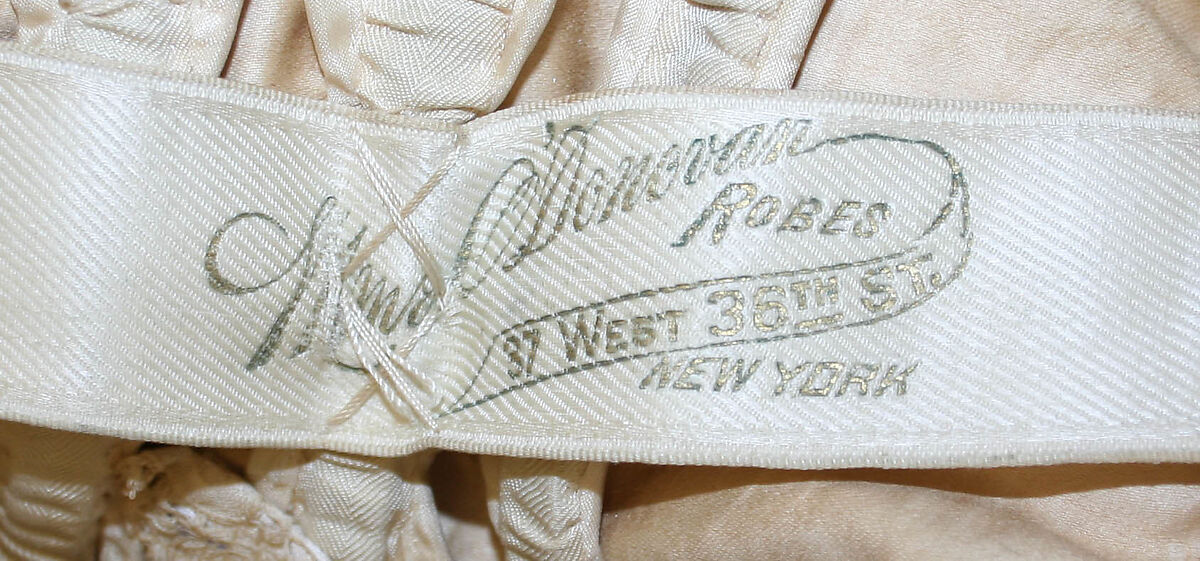 Donovan
ROBES
37 WEST 36TH ST.
NEW YORK